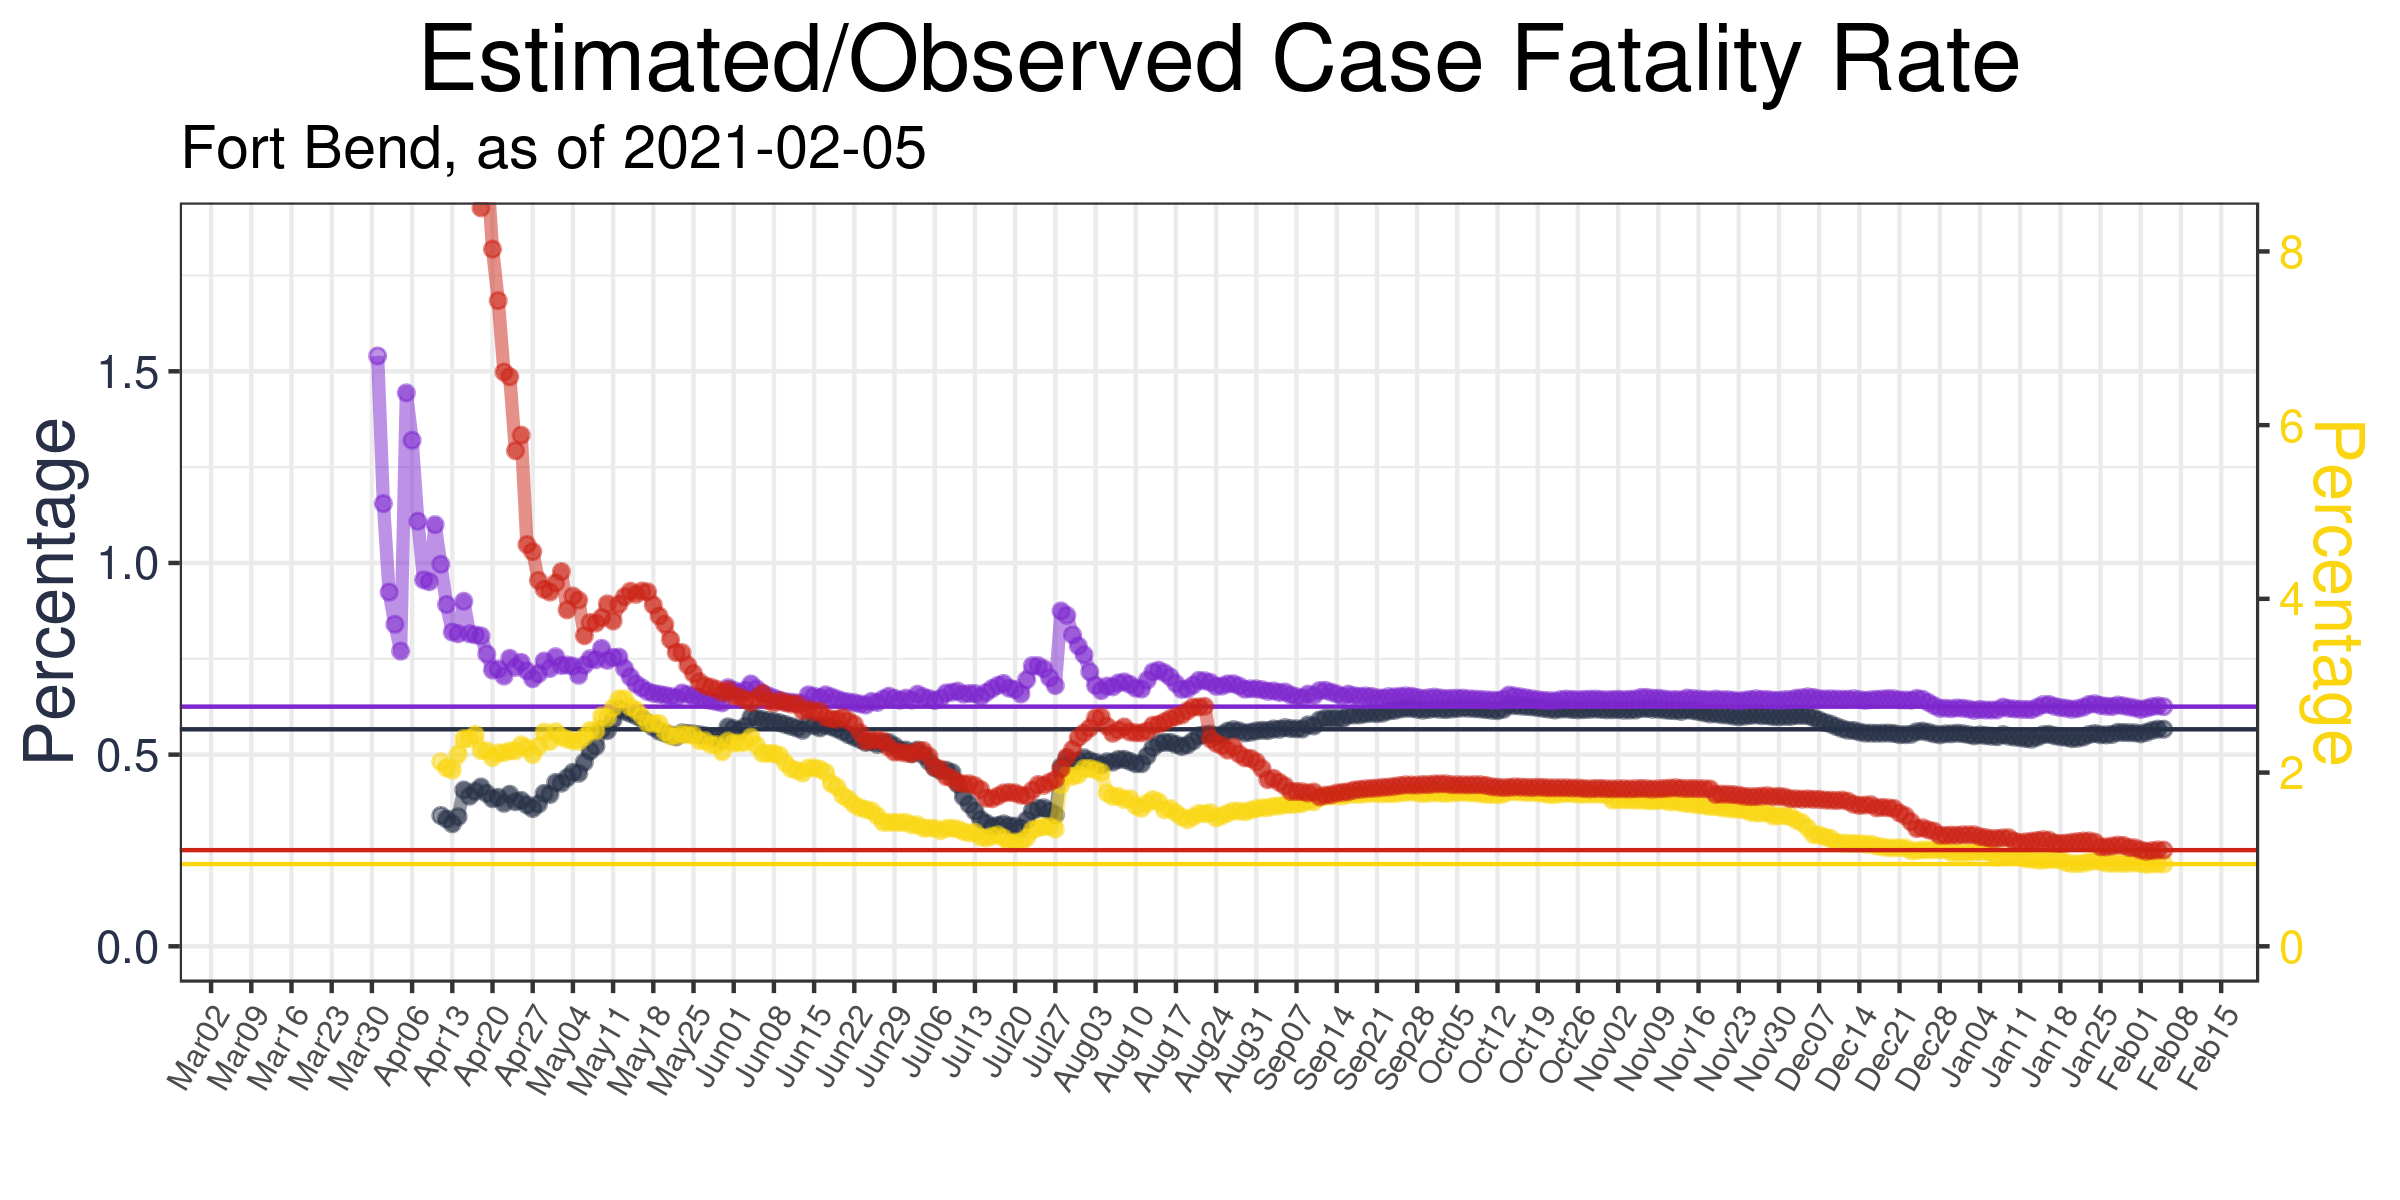 Estimated/Observed Case Fatality Rate
Fort Bend, as of 2021-02-05
Percentage
1.5
1.0
0.5
0.0
8
6
4
2
0
Percentage
Mar02
Mar09
Mar16
Mar23
Mar30
Apr06
Apr13
Apr20
Apr27
May04
May11
May18
May25
Jun01
Jun08
Jun15
Jun22
Jun29
Jul06
Jul13
Jul20
Jul27
Aug03
Aug10
Aug17
Aug24
Aug31
Sep07
Sep14
Sep21
Sep28
Oct05
Oct12
Oct19
Oct26
Nov02
Nov09
Nov16
Nov23
Nov30
Dec07
Dec14
Dec21
Dec28
Jan04
Jan11
Jan18
Jan25
Feb01
Feb08
Feb15